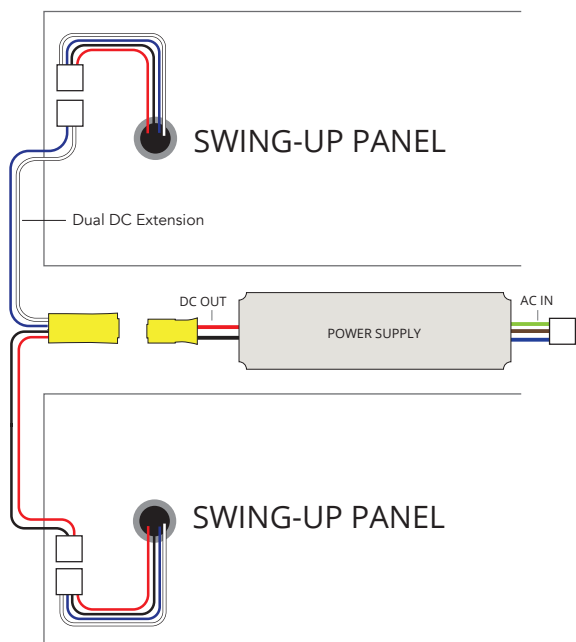 SWING-UP PANEL
Dual DC Extension
DC OUT
AC IN
POWER SUPPLY
SWING-UP PANEL